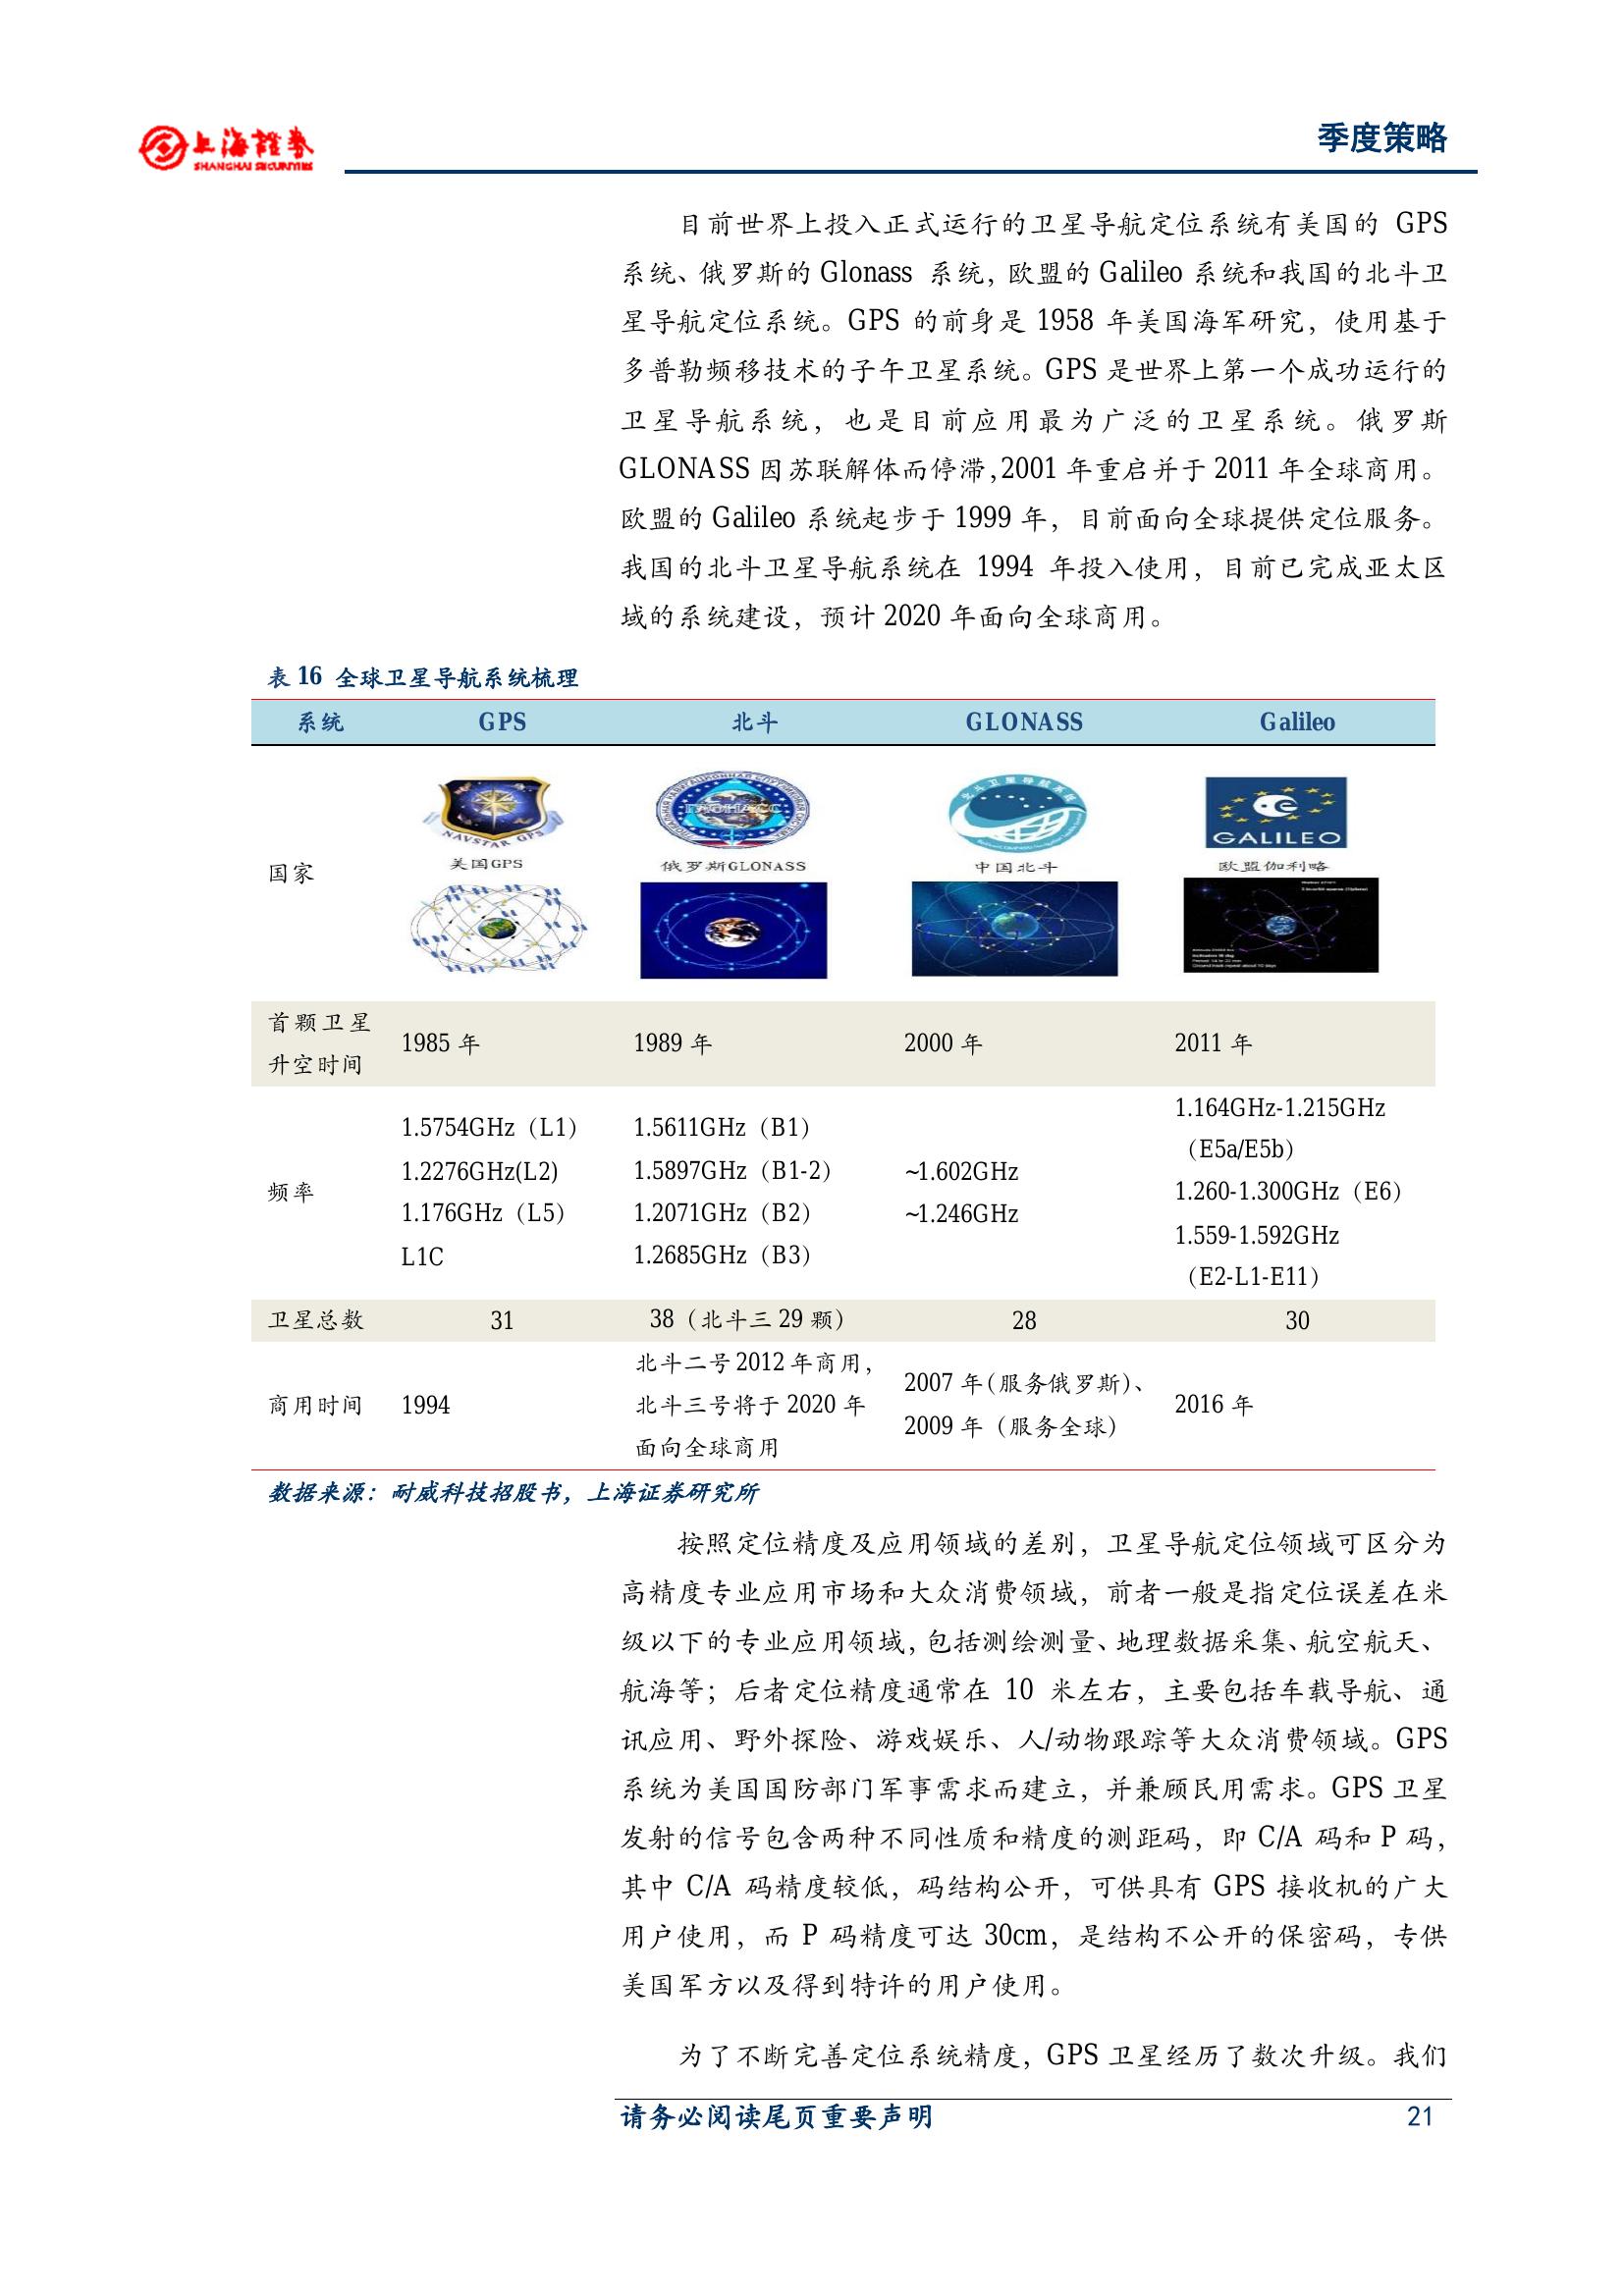 上海證券
SHANGHAI SECURITIES
季度策略
目前世界上投入正式运行的卫星导航定位系统有美国的 GPS
系统、俄罗斯的 Glonass 系统，欧盟的 Galileo 系统和我国的北斗卫
星导航定位系统。GPS 的前身是 1958 年美国海军研究，使用基于
多普勒频移技术的子午卫星系统。GPS 是世界上第一个成功运行的
卫星导航系统，也是目前应用最为广泛的卫星系统。俄罗斯
GLONASS 因苏联解体而停滞，2001 年重启并于 2011 年全球商用。
欧盟的 Galileo 系统起步于 1999 年，目前面向全球提供定位服务。
我国的北斗卫星导航系统在 1994 年投入使用，目前已完成亚太区
域的系统建设，预计 2020 年面向全球商用。
表 16 全球卫星导航系统梳理
系统 GPS 北斗 GLONASS Galileo
国家
NAVSTAR GPS
ГЛОНАСС
北斗卫星导航系统
GALILEO
美国GPS 俄罗斯GLONASS 中国北斗 欧盟伽利略
首颗卫星
升空时间
1985 年 1989 年 2000 年 2011 年
频率
1.5754GHz（L1）
1.2276GHz(L2)
1.176GHz（L5）
L1C
1.5611GHz（B1）
1.5897GHz（B1-2）
1.2071GHz（B2）
1.2685GHz（B3）
~1.602GHz
~1.246GHz
1.164GHz-1.215GHz
（E5a/E5b）
1.260-1.300GHz（E6）
1.559-1.592GHz
（E2-L1-E11）
卫星总数 31 38（北斗三 29 颗） 28 30
商用时间 1994
北斗二号 2012 年商用，
北斗三号将于 2020 年
面向全球商用
2007 年（服务俄罗斯）、
2009 年（服务全球）
2016 年
数据来源：耐威科技招股书，上海证券研究所
按照定位精度及应用领域的差别，卫星导航定位领域可区分为
高精度专业应用市场和大众消费领域，前者一般是指定位误差在米
级以下的专业应用领域，包括测绘测量、地理数据采集、航空航天、
航海等；后者定位精度通常在 10 米左右，主要包括车载导航、通
讯应用、野外探险、游戏娱乐、人/动物跟踪等大众消费领域。GPS
系统为美国国防部门军事需求而建立，并兼顾民用需求。GPS 卫星
发射的信号包含两种不同性质和精度的测距码，即 C/A 码和 P 码，
其中 C/A 码精度较低，码结构公开，可供具有 GPS 接收机的广大
用户使用，而 P 码精度可达 30cm，是结构不公开的保密码，专供
美国军方以及得到特许的用户使用。
为了不断完善定位系统精度，GPS 卫星经历了数次升级。我们
请务必阅读尾页重要声明 21